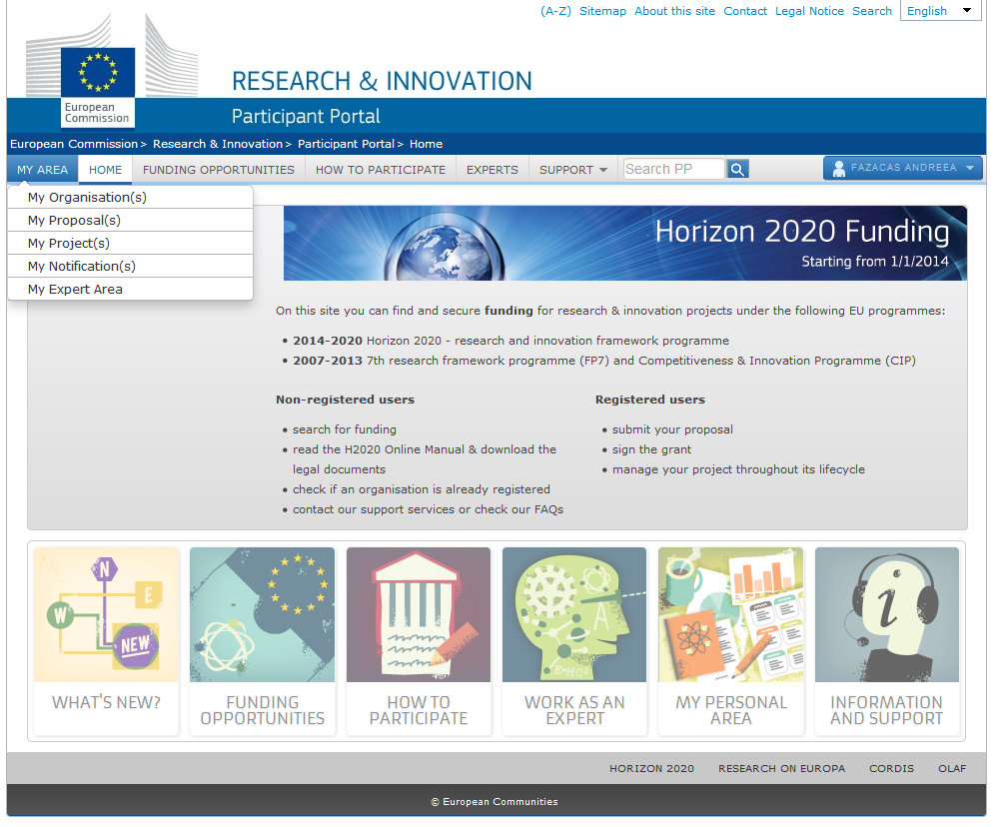 (A-Z) Sitemap About this site Contact Legal Notice Search English
RESEARCH & INNOVATION
European
Commission
Participant Portal
European Commission > Research & Innovation > Participant Portal > Home
MY AREA HOME FUNDING OPPORTUNITIES HOW TO PARTICIPATE EXPERTS SUPPORT Search PP FAZACAS ANDREEA
My Organisation(s)
My Proposal(s)
My Project(s)
My Notification(s)
My Expert Area
Horizon 2020 Funding
Starting from 1/1/2014
On this site you can find and secure funding for research & innovation projects under the following EU programmes:
• 2014-2020 Horizon 2020 - research and innovation framework programme
• 2007-2013 7th research framework programme (FP7) and Competitiveness & Innovation Programme (CIP)
Non-registered users
• search for funding
• read the H2020 Online Manual & download the
legal documents
• check if an organisation is already registered
• contact our support services or check our FAQs
Registered users
• submit your proposal
• sign the grant
• manage your project throughout its lifecycle
N
E
W
NEW
WHAT'S NEW?
FUNDING
OPPORTUNITIES
HOW TO
PARTICIPATE
A
E=MC²
WORK AS AN
EXPERT
MY PERSONAL
AREA
i
INFORMATION
AND SUPPORT
HORIZON 2020 RESEARCH ON EUROPA CORDIS OLAF
© European Communities